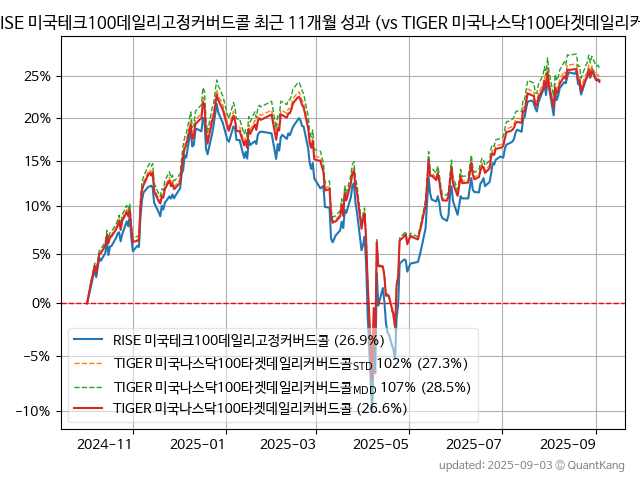 RISE 미국테크100데일리고정커버드콜 최근 11개월 성과 (vs TIGER 미국나스닥100타겟데일리커
25%
20%
15%
10%
5%
0%
−5%
−10%
RISE 미국테크100데일리고정커버드콜 (26.9%)
TIGER 미국나스닥100타겟데일리커버드콜STD 102% (27.3%)
TIGER 미국나스닥100타겟데일리커버드콜MDD 107% (28.5%)
TIGER 미국나스닥100타겟데일리커버드콜 (26.6%)
2024-11 2025-01 2025-03 2025-05 2025-07 2025-09
updated: 2025-09-03 © QuantKang